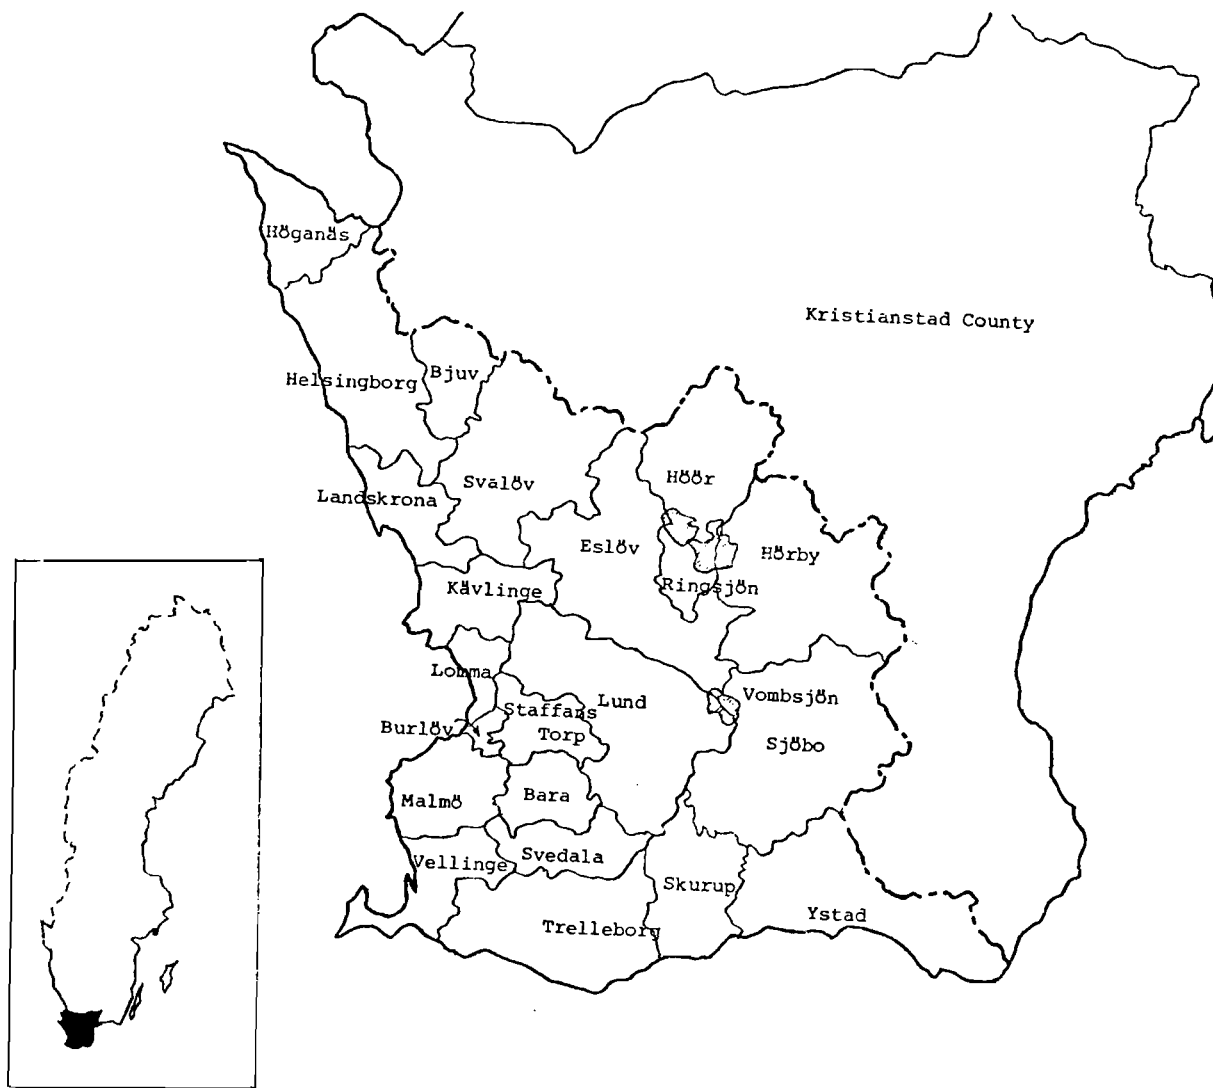 Höganäs
Kristianstad County
Helsingborg
Bjuv
Höör
Svalöv
Landskrona
Eslöv
Hörby
Ringsjön
Kävlinge
Lomma
Lund
Vombsjön
Staffans
Torp
Burlöv
Sjöbo
Malmö
Bara
Vellinge
Svedala
Skurup
Ystad
Trelleborg